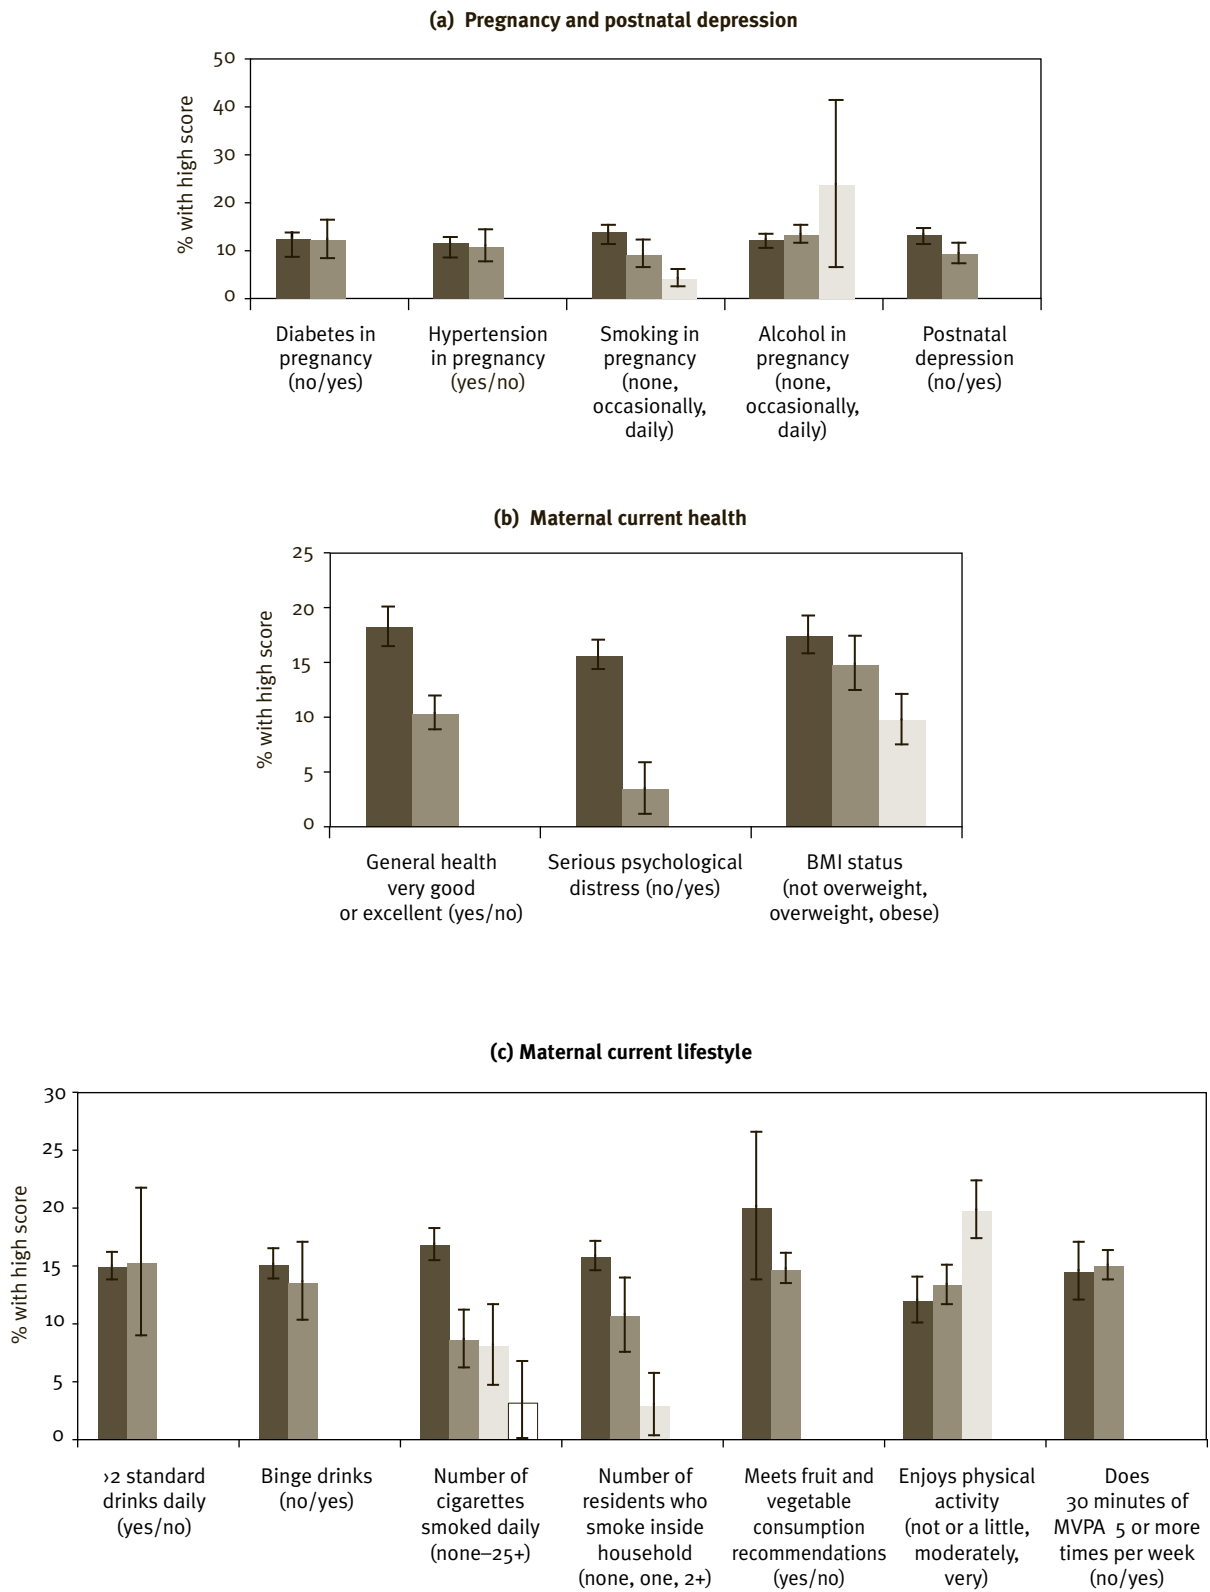 (a) Pregnancy and postnatal depression
% with high score
50
40
30
20
10
0
Diabetes in
pregnancy
(no/yes)
Hypertension
in pregnancy
(yes/no)
Smoking in
pregnancy
(none,
occasionally,
daily)
Alcohol in
pregnancy
(none,
occasionally,
daily)
Postnatal
depression
(no/yes)
(b) Maternal current health
% with high score
25
20
15
10
5
0
General health
very good
or excellent (yes/no)
Serious psychological
distress (no/yes)
BMI status
(not overweight,
overweight, obese)
(c) Maternal current lifestyle
% with high score
30
25
20
15
10
5
0
>2 standard
drinks daily
(yes/no)
Binge drinks
(no/yes)
Number of
cigarettes
smoked daily
(none–25+)
Number of
residents who
smoke inside
household
(none, one, 2+)
Meets fruit and
vegetable
consumption
recommendations
(yes/no)
Enjoys physical
activity
(not or a little,
moderately,
very)
Does
30 minutes of
MVPA 5 or more
times per week
(no/yes)